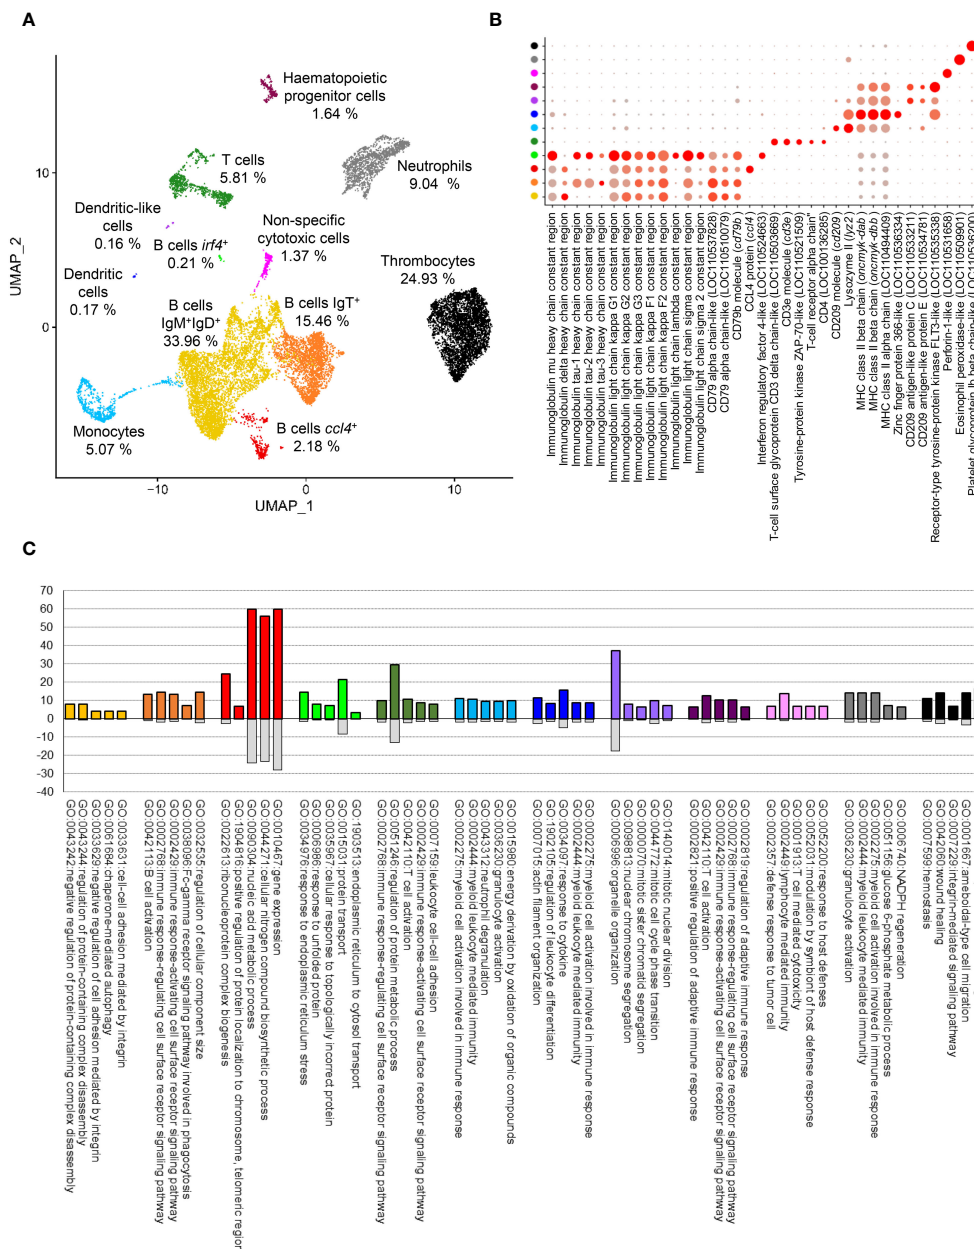 A
Haematopoietic
progenitor cells
1.64 %
T cells
5.81 %
Neutrophils
9.04 %
Dendritic-like
cells
0.16 %
B cells irf4+
0.21 %
Non-specific
cytotoxic cells
1.37 %
Thrombocytes
24.93 %
Dendritic
cells
0.17 %
B cells
IgM+IgD+
33.96 %
B cells IgT+
15.46 %
Monocytes
5.07 %
B cells ccl4+
2.18 %
UMAP_2
10
0
-10
-10
0
10
UMAP_1
B
Immunoglobulin mu heavy chain constant region
Immunoglobulin delta heavy chain constant region
Immunoglobulin tau-1 heavy chain constant region
Immunoglobulin tau-2 heavy chain constant region
Immunoglobulin tau-3 heavy chain constant region
Immunoglobulin light chain kappa G1 constant region
Immunoglobulin light chain kappa G2 constant region
Immunoglobulin light chain kappa G3 constant region
Immunoglobulin light chain kappa F1 constant region
Immunoglobulin light chain kappa F2 constant region
Immunoglobulin light chain lambda constant region
Immunoglobulin light chain sigma constant region
Immunoglobulin light chain sigma 2 constant region
CD79 alpha chain-like (LOC110537828)
CD79 alpha chain-like (LOC110510079)
CD79b molecule (cd79b)
CCL4 protein (ccl4)
Interferon regulatory factor 4-like (LOC110524663)
T-cell surface glycoprotein CD3 delta chain-like (LOC110503669)
CD3e molecule (cd3e)
Tyrosine-protein kinase ZAP-70-like (LOC110521509)
T-cell receptor alpha chain*
CD4 (LOC100136285)
CD209 molecule (cd209)
Lysozyme II (lyz2)
MHC class II beta chain (oncmyk-dab)
MHC class II beta chain (oncmyk-dbb)
MHC class II alpha chain (LOC110494409)
Zinc finger protein 366-like (LOC110536334)
CD209 antigen-like protein C (LOC110533211)
CD209 antigen-like protein E (LOC110534781)
Receptor-type tyrosine-protein kinase FLT3-like (LOC110535338)
Perforin-1-like (LOC110531658)
Eosinophil peroxidase-like (LOC110509901)
Platelet glycoprotein Ib beta chain-like (LOC110536200)
C
70
60
50
40
30
20
10
0
-10
-20
-30
-40
GO:0043242:negative regulation of protein-containing complex disassembly
GO:0043244:regulation of protein-containing complex disassembly
GO:0033629:negative regulation of cell adhesion mediated by integrin
GO:0061684:chaperone-mediated autophagy
GO:0033631:cell-cell adhesion mediated by integrin
GO:0042113:B cell activation
GO:0002768:immune response-regulating cell surface receptor signaling pathway
GO:0002429:immune response-activating cell surface receptor signaling pathway
GO:0038096:Fc-gamma receptor signaling pathway involved in phagocytosis
GO:0032535:regulation of cellular component size
GO:0022613:ribonucleoprotein complex biogenesis
GO:1904816:positive regulation of protein localization to chromosome, telomeric region
GO:0090304:nucleic acid metabolic process
GO:0044271:cellular nitrogen compound biosynthetic process
GO:0010467:gene expression
GO:0034976:response to endoplasmic reticulum stress
GO:0006986:response to unfolded protein
GO:0035967:cellular response to topologically incorrect protein
GO:0015031:protein transport
GO:1903513:endoplasmic reticulum to cytosol transport
GO:0002768:immune response-regulating cell surface receptor signaling pathway
GO:0051246:regulation of protein metabolic process
GO:0042110:T cell activation
GO:0002429:immune response-activating cell surface receptor signaling pathway
GO:0007159:leukocyte cell-cell adhesion
GO:0002275:myeloid cell activation involved in immune response
GO:0002444:myeloid leukocyte mediated immunity
GO:0043312:neutrophil degranulation
GO:0036230:granulocyte activation
GO:0015980:energy derivation by oxidation of organic compounds
GO:0007015:actin filament organization
GO:1902105:regulation of leukocyte differentiation
GO:0034097:response to cytokine
GO:0002444:myeloid leukocyte mediated immunity
GO:0002275:myeloid cell activation involved in immune response
GO:0006996:organelle organization
GO:0098813:nuclear chromosome segregation
GO:0000070:mitotic sister chromatid segregation
GO:0044772:mitotic cell cycle phase transition
GO:0140014:mitotic nuclear division
GO:0002821:positive regulation of adaptive immune response
GO:0042110:T cell activation
GO:0002429:immune response-activating cell surface receptor signaling pathway
GO:0002768:immune response-regulating cell surface receptor signaling pathway
GO:0002819:regulation of adaptive immune response
GO:0002357:defense response to tumor cell
GO:0002449:lymphocyte mediated immunity
GO:0001913:T cell mediated cytotoxicity
GO:0052031:modulation by symbiont of host defense response
GO:0052200:response to host defenses
GO:0036230:granulocyte activation
GO:0002444:myeloid leukocyte mediated immunity
GO:0002275:myeloid cell activation involved in immune response
GO:0051156:glucose 6-phosphate metabolic process
GO:0006740:NADPH regeneration
GO:0007599:hemostasis
GO:0042060:wound healing
GO:0007229:integrin-mediated signaling pathway
GO:0001667:ameboidal-type cell migration